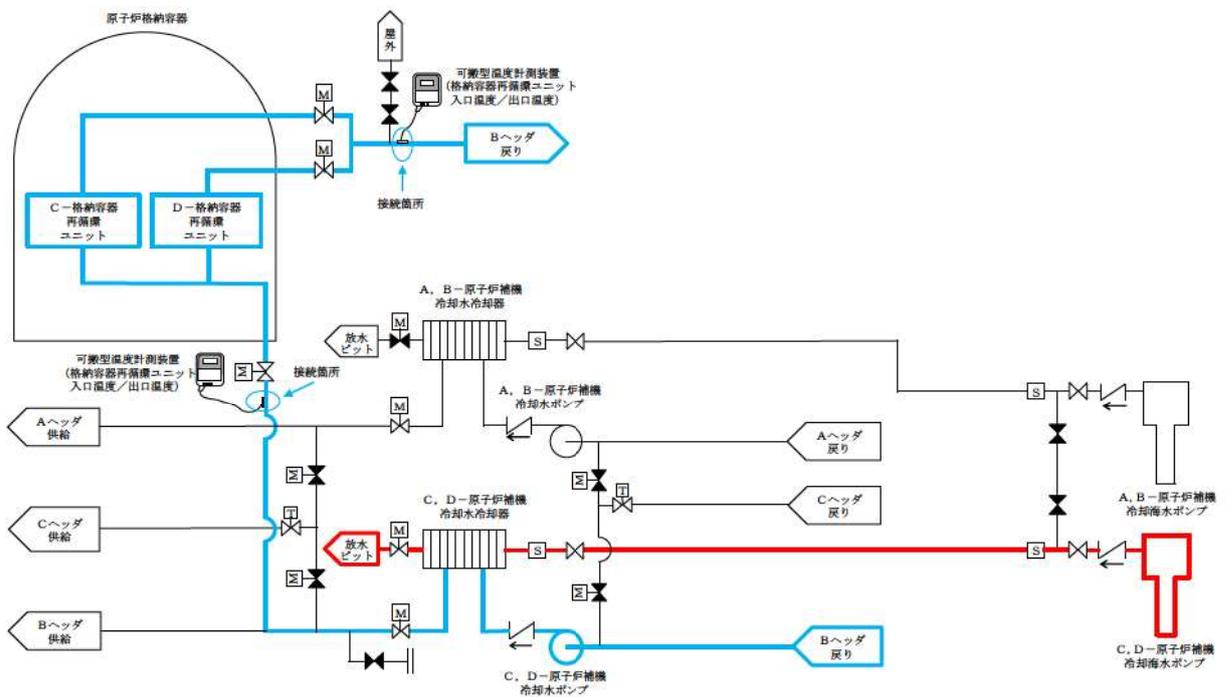 原子炉格納容器
屋外
可搬型温度計測装置
(格納容器再循環ユニット
入口温度/出口温度)
M
M
Bヘッダ
戻り
接続箇所
C-格納容器
再循環
ユニット
D-格納容器
再循環
ユニット
A,B-原子炉補機
冷却水冷却器
放水
ピット
M
S
可搬型温度計測装置
(格納容器再循環ユニット
入口温度/出口温度)
M
接続箇所
A,B-原子炉補機
冷却水ポンプ
S
Aヘッダ
供給
M
Aヘッダ
戻り
M
M
T
Cヘッダ
戻り
A,B-原子炉補機
冷却海水ポンプ
Cヘッダ
供給
T
C,D-原子炉補機
冷却水冷却器
放水
ピット
M
S
S
M
M
Bヘッダ
供給
M
Bヘッダ
戻り
C,D-原子炉補機
冷却水ポンプ
C,D-原子炉補機
冷却海水ポンプ